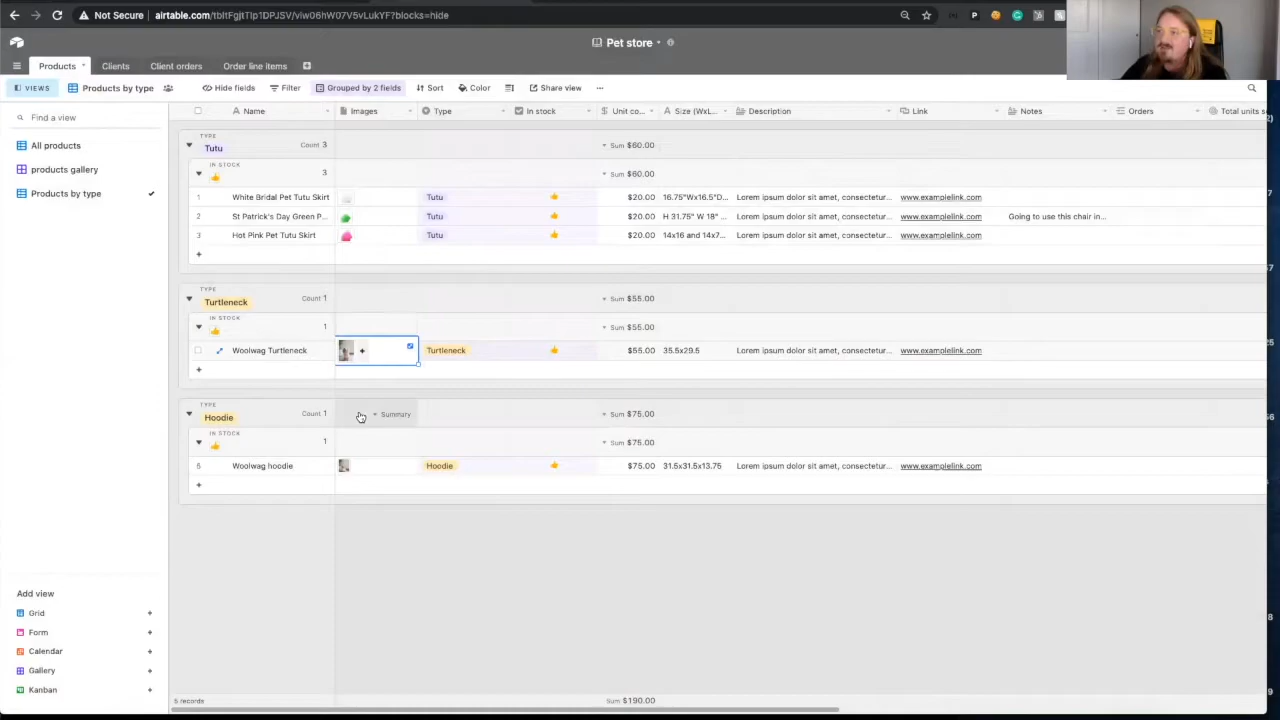 Not Secure | airtable.com/tbltFgjtTip1DPJSV/viw06hW07V5vLukYF?blocks=hide
Pet store
Products Clients Client orders Order line items
VIEWS Products by type Hide fields Filter Grouped by 2 fields Sort Color Share view
Find a view
All products
products gallery
Products by type
Name Images Type In stock Unit co... Size (WxL... Description Link Notes Orders Total units s
TYPE
Tutu Count 3 Sum $60.00
IN STOCK
3 Sum $60.00
1 White Bridal Pet Tutu Skirt Tutu $20.00 16.75"Wx16.5"D... Lorem ipsum dolor sit amet, consectetur... www.examplelink.com
2 St Patrick's Day Green P... Tutu $20.00 H 31.75" W 18" ... Lorem ipsum dolor sit amet, consectetur... www.examplelink.com Going to use this chair in...
3 Hot Pink Pet Tutu Skirt Tutu $20.00 14x16 and 14x7... Lorem ipsum dolor sit amet, consectetur... www.examplelink.com
TYPE
Turtleneck Count 1 Sum $55.00
IN STOCK
1 Sum $55.00
Woolwag Turtleneck Turtleneck $55.00 35.5x29.5 Lorem ipsum dolor sit amet, consectetur... www.examplelink.com
TYPE
Hoodie Count 1 Summary Sum $75.00
IN STOCK
1 Sum $75.00
5 Woolwag hoodie Hoodie $75.00 31.5x31.5x13.75 Lorem ipsum dolor sit amet, consectetur... www.examplelink.com
Add view
Grid
Form
Calendar
Gallery
Kanban
5 records Sum $190.00